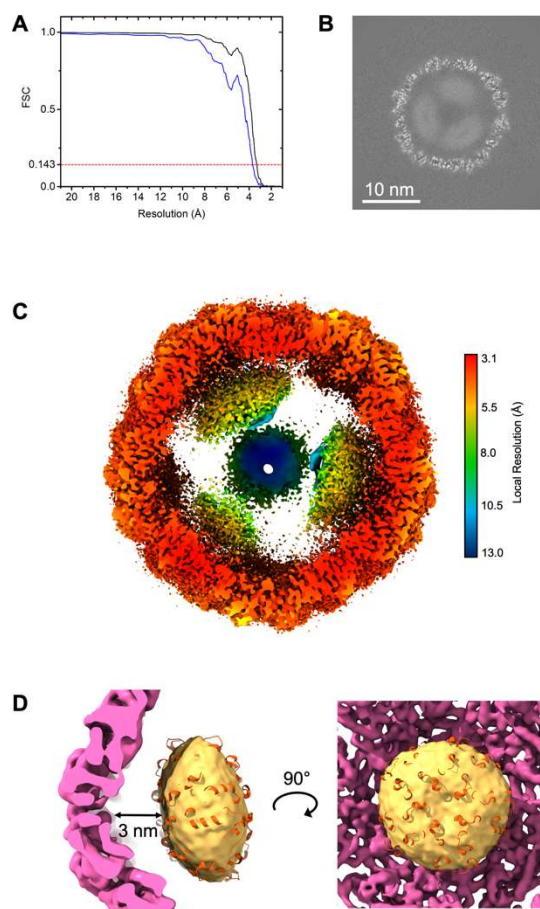 A
1.0
0.5
0.143
0.0
FSC
20 18 16 14 12 10 8 6 4 2
Resolution (Å)
B
10 nm
C
3.1
5.5
8.0
10.5
13.0
Local Resolution (Å)
D
3 nm
90°